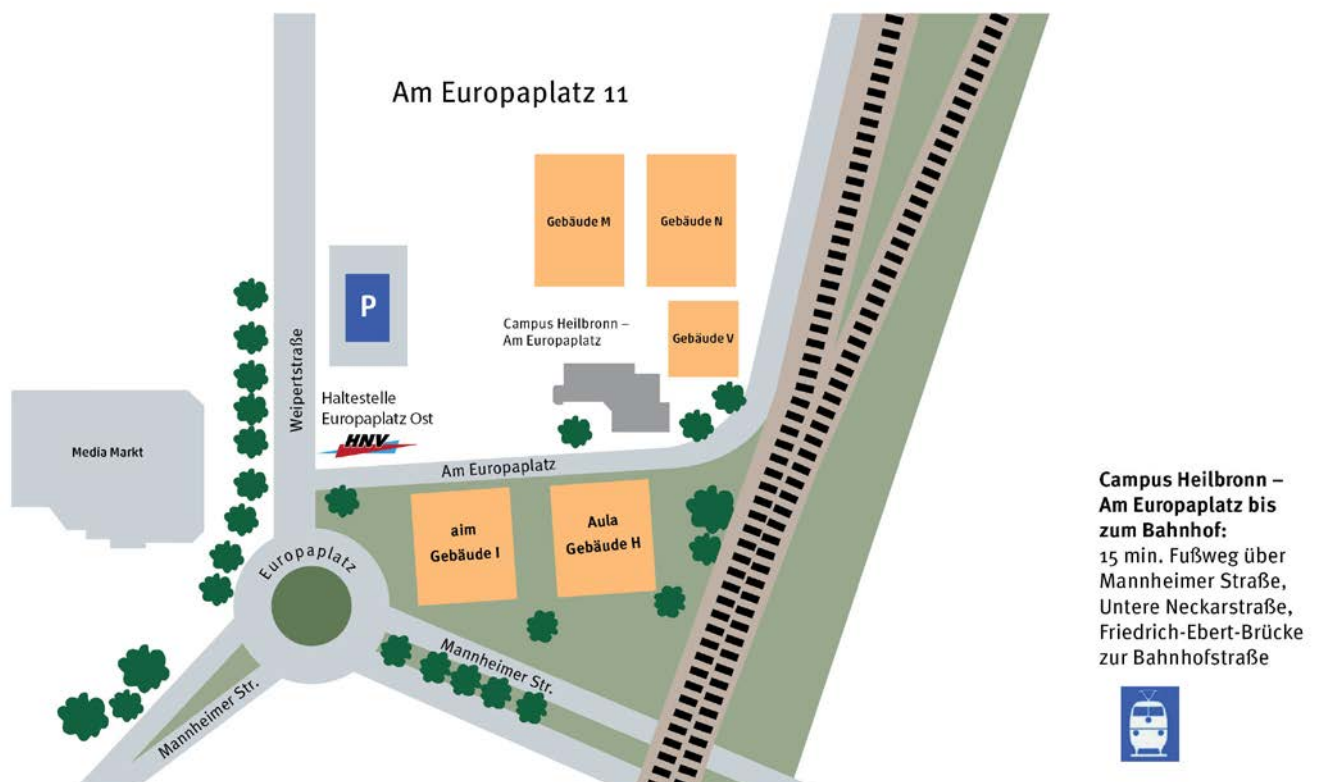 Am Europaplatz 11
Gebäude M
Gebäude N
P
Campus Heilbronn –
Am Europaplatz
Gebäude V
Weipertstraße
Haltestelle
Europaplatz Ost
HNV
Media Markt
Am Europaplatz
aim
Gebäude I
Aula
Gebäude H
Europaplatz
Mannheimer Str.
Mannheimer Str.
Campus Heilbronn –
Am Europaplatz bis
zum Bahnhof:
15 min. Fußweg über
Mannheimer Straße,
Untere Neckarstraße,
Friedrich-Ebert-Brücke
zur Bahnhofstraße